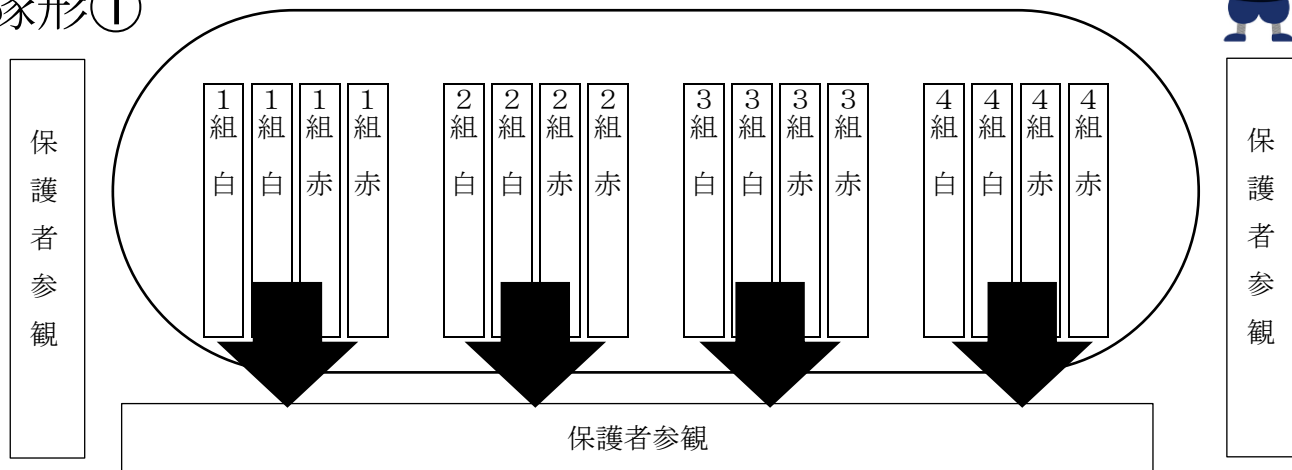 隊形①
保護者参観
1組 白
1組 白
1組 赤
1組 赤
2組 白
2組 白
2組 赤
2組 赤
3組 白
3組 白
3組 赤
3組 赤
4組 白
4組 白
4組 赤
4組 赤
保護者参観
保護者参観